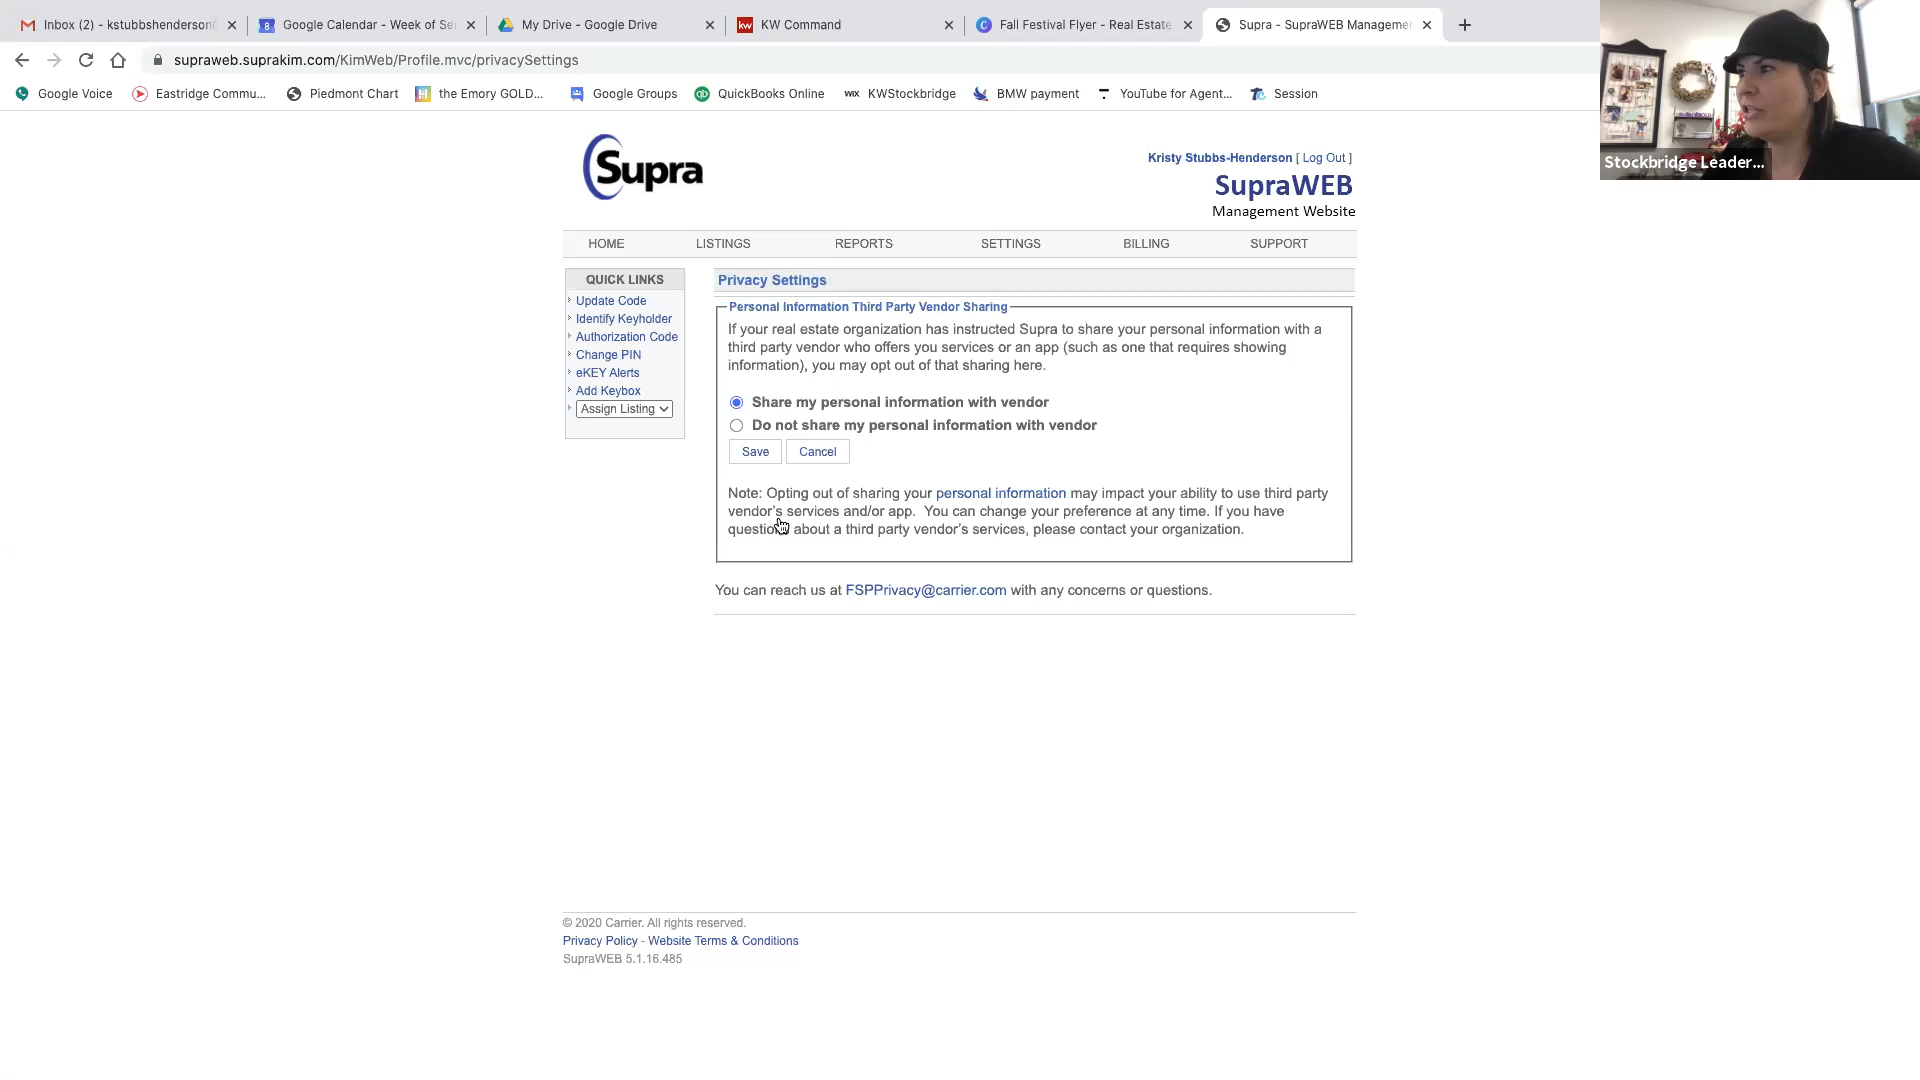 Inbox (2) - kstubbshenderson
Google Calendar - Week of Se
My Drive - Google Drive
KW Command
Fall Festival Flyer - Real Estate
Supra - SupraWEB Manageme
supraweb.suprakim.com/KimWeb/Profile.mvc/privacySettings
Google Voice
Eastridge Commu...
Piedmont Chart
the Emory GOLD...
Google Groups
QuickBooks Online
WIX KWStockbridge
BMW payment
YouTube for Agent...
Session
Stockbridge Leader...
Supra
Kristy Stubbs-Henderson [ Log Out ]
SupraWEB
Management Website
HOME LISTINGS REPORTS SETTINGS BILLING SUPPORT
QUICK LINKS
Update Code
Identify Keyholder
Authorization Code
Change PIN
eKEY Alerts
Add Keybox
Assign Listing
Privacy Settings
Personal Information Third Party Vendor Sharing
If your real estate organization has instructed Supra to share your personal information with a
third party vendor who offers you services or an app (such as one that requires showing
information), you may opt out of that sharing here.
Share my personal information with vendor
Do not share my personal information with vendor
Save Cancel
Note: Opting out of sharing your personal information may impact your ability to use third party
vendor's services and/or app. You can change your preference at any time. If you have
questions about a third party vendor's services, please contact your organization.
You can reach us at FSPPrivacy@carrier.com with any concerns or questions.
© 2020 Carrier. All rights reserved.
Privacy Policy - Website Terms & Conditions
SupraWEB 5.1.16.485